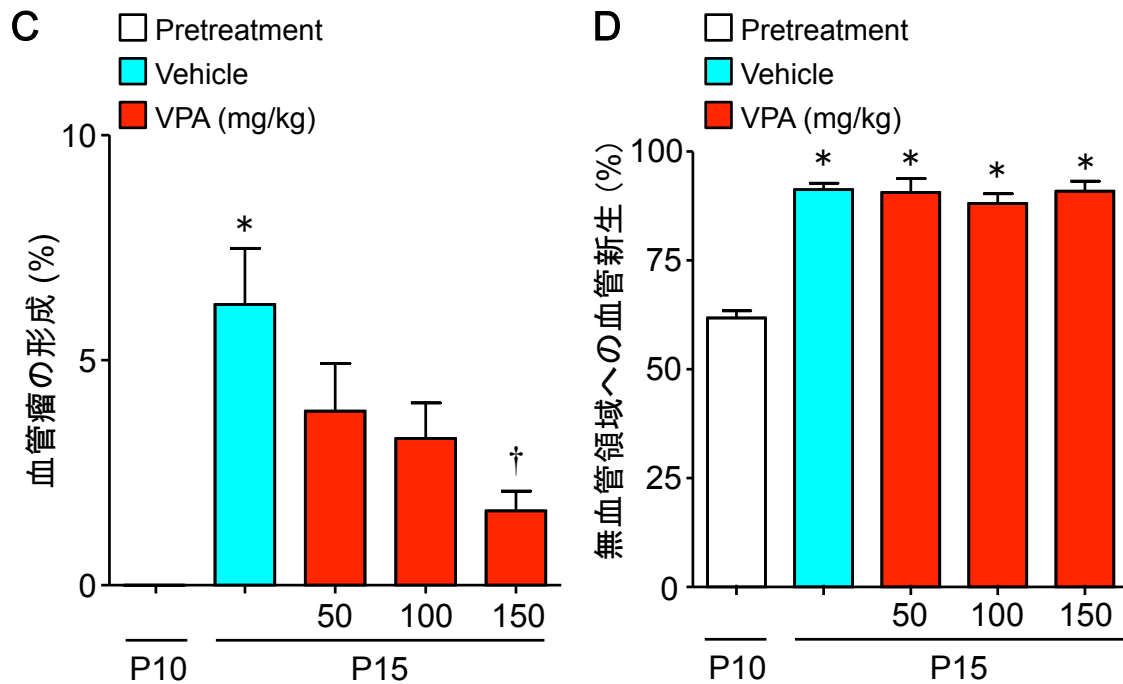 C
Pretreatment
Vehicle
VPA (mg/kg)
血管瘤の形成 (%)
10
5
0
*
†
50 100 150
P10 P15
D
Pretreatment
Vehicle
VPA (mg/kg)
無血管領域への血管新生 (%)
100
75
50
25
0
* * * *
50 100 150
P10 P15